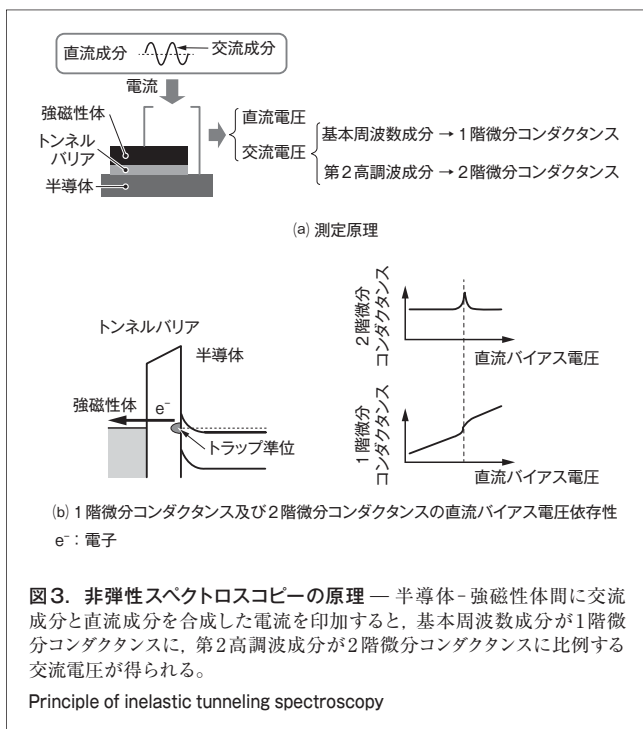 直流成分
交流成分
電流
強磁性体
トンネル
バリア
半導体
直流電圧
交流電圧
基本周波数成分 → 1階微分コンダクタンス
第2高調波成分 → 2階微分コンダクタンス
(a) 測定原理
トンネルバリア
半導体
強磁性体
e⁻
トラップ準位
2階微分
コンダクタンス
直流バイアス電圧
1階微分
コンダクタンス
直流バイアス電圧
(b) 1階微分コンダクタンス及び2階微分コンダクタンスの直流バイアス電圧依存性
e⁻：電子
図3. 非弾性スペクトロスコピーの原理 ― 半導体-強磁性体間に交流
成分と直流成分を合成した電流を印加すると，基本周波数成分が1階微
分コンダクタンスに，第2高調波成分が2階微分コンダクタンスに比例する
交流電圧が得られる。
Principle of inelastic tunneling spectroscopy